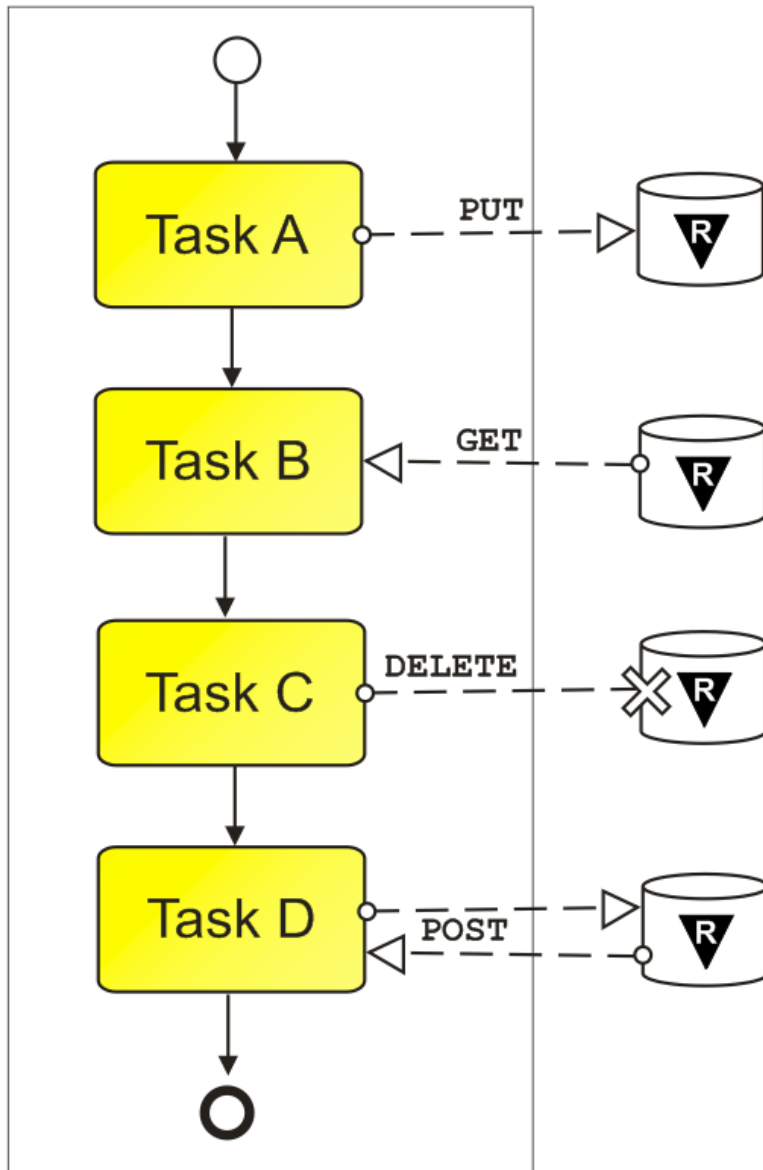 Task A
PUT
R
Task B
GET
R
Task C
DELETE
R
Task D
POST
R